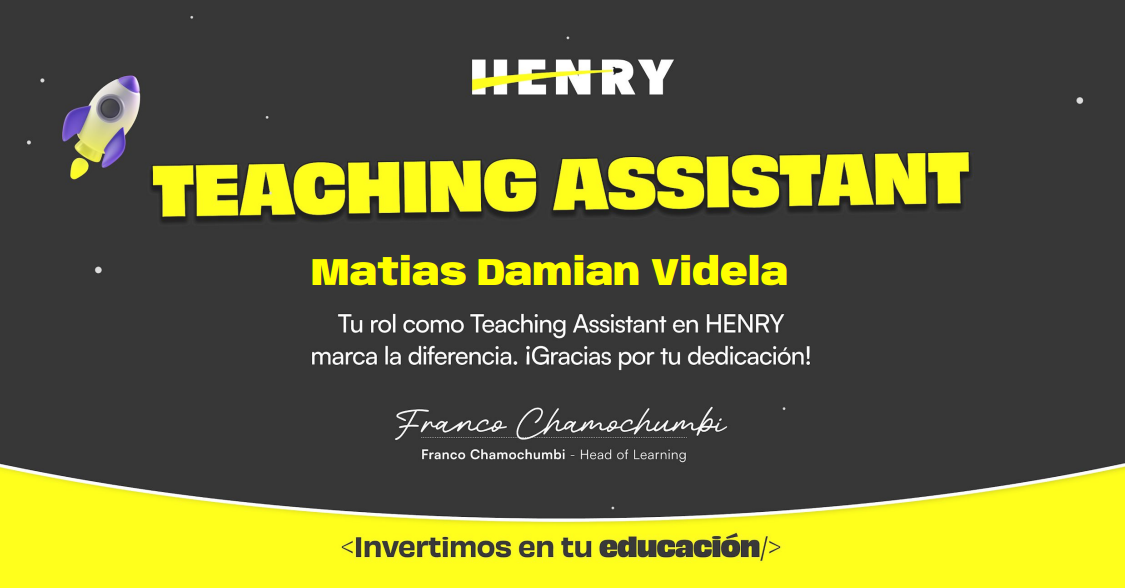 HENRY
TEACHING ASSISTANT
Matias Damian Videla
Tu rol como Teaching Assistant en HENRY
marca la diferencia. ¡Gracias por tu dedicación!
Franco Chamochumbi
Franco Chamochumbi - Head of Learning
<Invertimos en tu educación/>